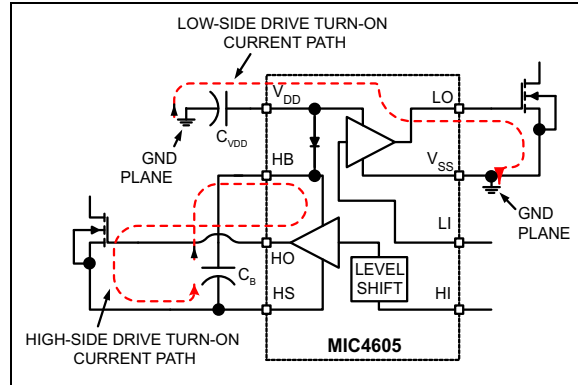 LOW-SIDE DRIVE TURN-ON
CURRENT PATH
VDD
LO
CVDD
GND
PLANE
HB
VSS
GND
PLANE
LI
HO
CB
LEVEL
SHIFT
HS
HI
HIGH-SIDE DRIVE TURN-ON
CURRENT PATH
MIC4605